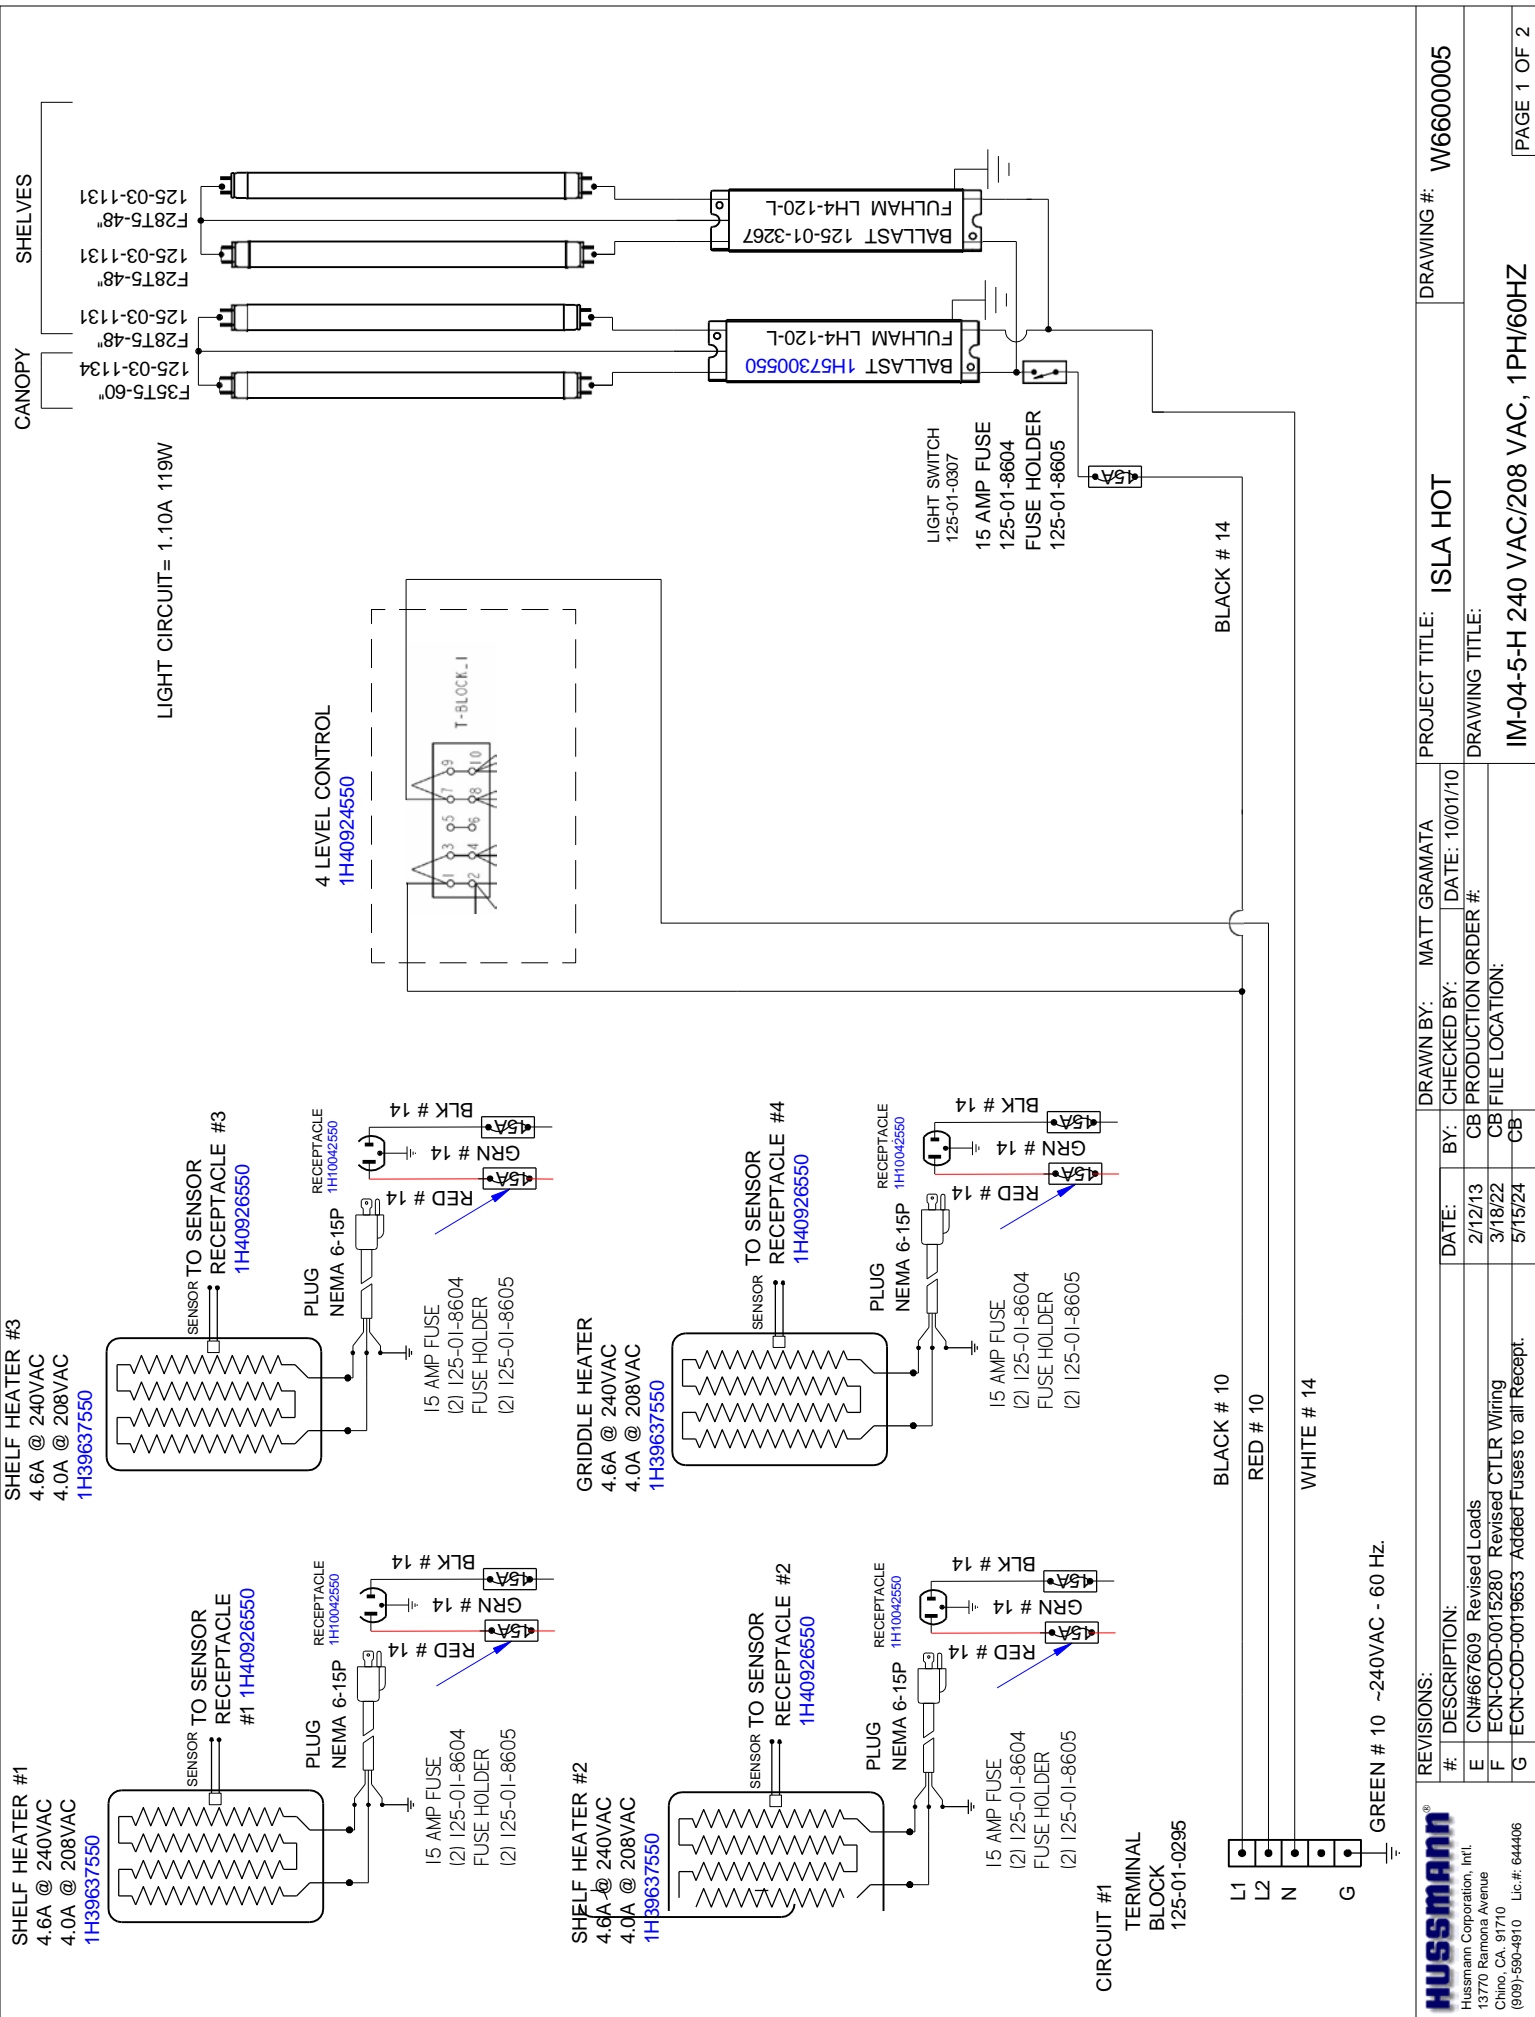 SHELF HEATER #1
4.6A @ 240VAC
4.0A @ 208VAC
1H39637550
SENSOR
TO SENSOR
RECEPTACLE
#1 1H40926550
PLUG
NEMA 6-15P
RECEPTACLE
1H10042550
RED # 14
GRN # 14
BLK # 14
15A
15A
15 AMP FUSE
(2) 125-01-8604
FUSE HOLDER
(2) 125-01-8605
SHELF HEATER #3
4.6A @ 240VAC
4.0A @ 208VAC
1H39637550
SENSOR
TO SENSOR
RECEPTACLE #3
1H40926550
PLUG
NEMA 6-15P
RECEPTACLE
1H10042550
RED # 14
GRN # 14
BLK # 14
15A
15A
15 AMP FUSE
(2) 125-01-8604
FUSE HOLDER
(2) 125-01-8605
SHELF HEATER #2
4.6A @ 240VAC
4.0A @ 208VAC
1H39637550
SENSOR
TO SENSOR
RECEPTACLE #2
1H40926550
PLUG
NEMA 6-15P
RECEPTACLE
1H10042550
RED # 14
GRN # 14
BLK # 14
15A
15A
15 AMP FUSE
(2) 125-01-8604
FUSE HOLDER
(2) 125-01-8605
GRIDDLE HEATER
4.6A @ 240VAC
4.0A @ 208VAC
1H39637550
SENSOR
TO SENSOR
RECEPTACLE #4
1H40926550
PLUG
NEMA 6-15P
RECEPTACLE
1H10042550
RED # 14
GRN # 14
BLK # 14
15A
15A
15 AMP FUSE
(2) 125-01-8604
FUSE HOLDER
(2) 125-01-8605
4 LEVEL CONTROL
1H40924550
1 3 5 7 9
2 4 6 8 10
T-BLOCK_1
LIGHT CIRCUIT= 1.10A 119W
CANOPY
SHELVES
F35T5-60"
125-03-1134
F28T5-48"
125-03-1131
F28T5-48"
125-03-1131
F28T5-48"
125-03-1131
BALLAST 1H57300550
FULHAM LH4-120-L
BALLAST 125-01-3267
FULHAM LH4-120-L
LIGHT SWITCH
125-01-0307
15 AMP FUSE
125-01-8604
FUSE HOLDER
125-01-8605
15A
BLACK # 14
CIRCUIT #1
TERMINAL
BLOCK
125-01-0295
L1
L2
N
G
BLACK # 10
RED # 10
WHITE # 14
GREEN # 10 ~240VAC - 60 Hz.
HUSSMANN®
Hussmann Corporation, Int'l.
13770 Ramona Avenue
Chino, CA. 91710
(909)-590-4910 Lic.#: 644406
REVISIONS:
#: DESCRIPTION: DATE: BY:
E CN#667609 Revised Loads 2/12/13 CB
F ECN-COD-0015280 Revised CTLR Wiring 3/18/22 CB
G ECN-COD-0019653 Added Fuses to all Recept. 5/15/24 CB
DRAWN BY: MATT GRAMATA
CHECKED BY: DATE: 10/01/10
PRODUCTION ORDER #:
FILE LOCATION:
PROJECT TITLE: ISLA HOT
DRAWING #: W6600005
DRAWING TITLE:
IM-04-5-H 240 VAC/208 VAC, 1PH/60HZ
PAGE 1 OF 2